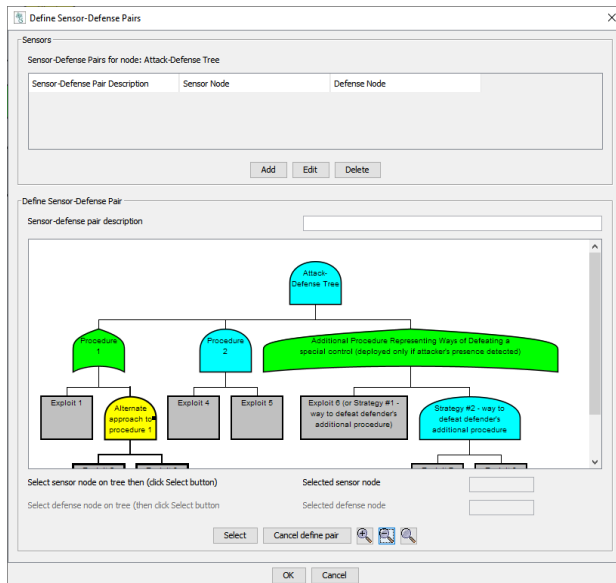 Define Sensor-Defense Pairs
Sensors
Sensor-Defense Pairs for node: Attack-Defense Tree
Sensor-Defense Pair Description
Sensor Node
Defense Node
Add
Edit
Delete
Define Sensor-Defense Pair
Sensor-defense pair description
Attack-
Defense Tree
Procedure
1
Procedure
2
Additional Procedure Representing Ways of Defeating a
special control (deployed only if attacker's presence detected)
Exploit 1
Alternate
approach to
procedure 1
Exploit 4
Exploit 5
Exploit 6 (or Strategy #1 -
way to defeat defender's
additional procedure)
Strategy #2 - way to
defeat defender's
additional procedure
Select sensor node on tree then (click Select button)
Selected sensor node
Select defense node on tree (then click Select button
Selected defense node
Select
Cancel define pair
OK
Cancel